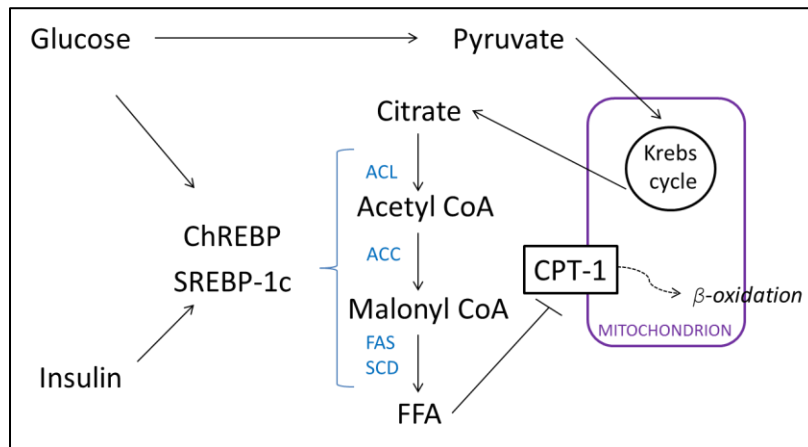 Glucose
Pyruvate
Citrate
Krebs
cycle
ACL
Acetyl CoA
ChREBP
SREBP-1c
ACC
CPT-1
β-oxidation
Malonyl CoA
MITOCHONDRION
FAS
SCD
Insulin
FFA